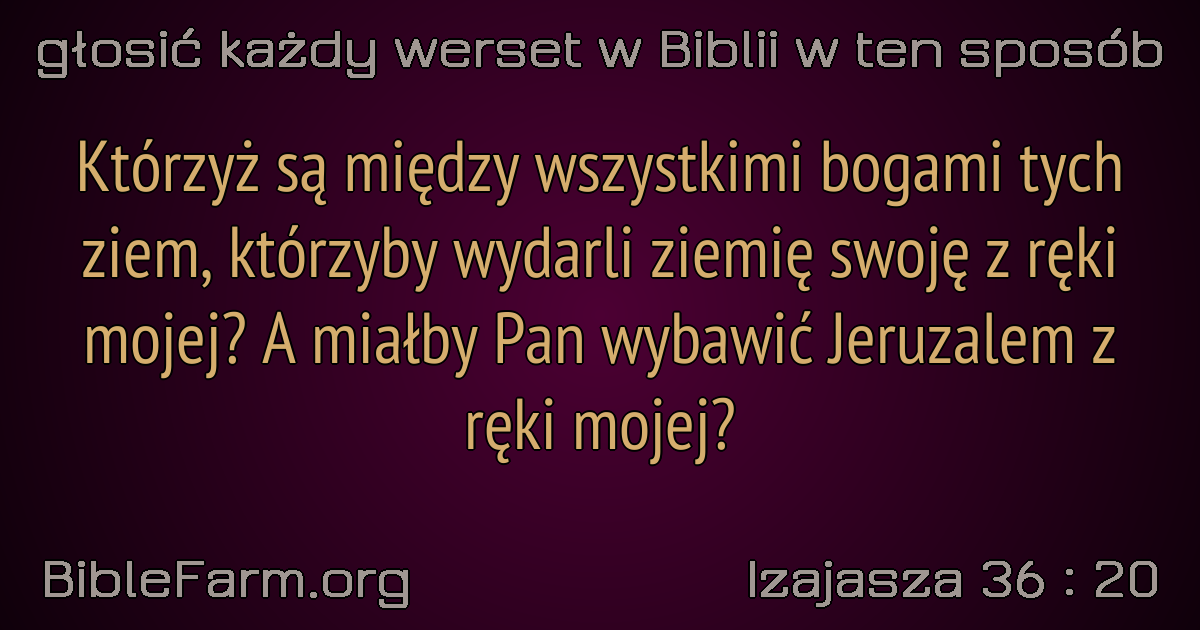 głosić każdy werset w Biblii w ten sposób
Którzyż są między wszystkimi bogami tych
ziem, którzyby wydarli ziemię swoję z ręki
mojej? A miałby Pan wybawić Jeruzalem z
ręki mojej?
BibleFarm.org
Izajasza 36 : 20